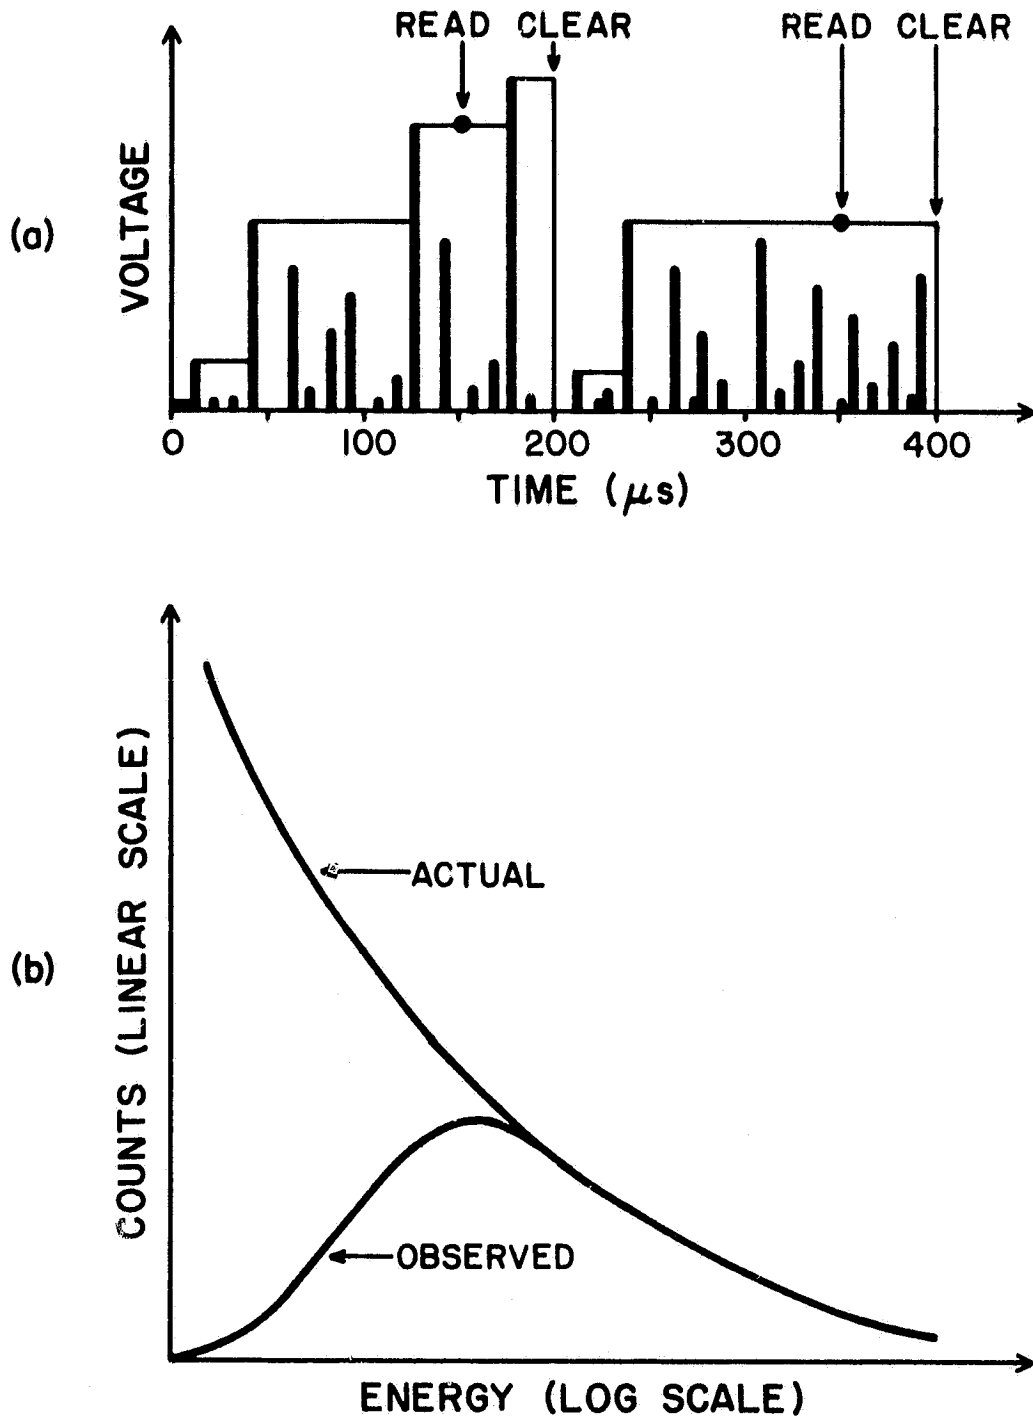 READ CLEAR READ CLEAR
(a)
VOLTAGE
0 100 200 300 400
TIME (μs)
(b)
COUNTS (LINEAR SCALE)
ACTUAL
OBSERVED
ENERGY (LOG SCALE)